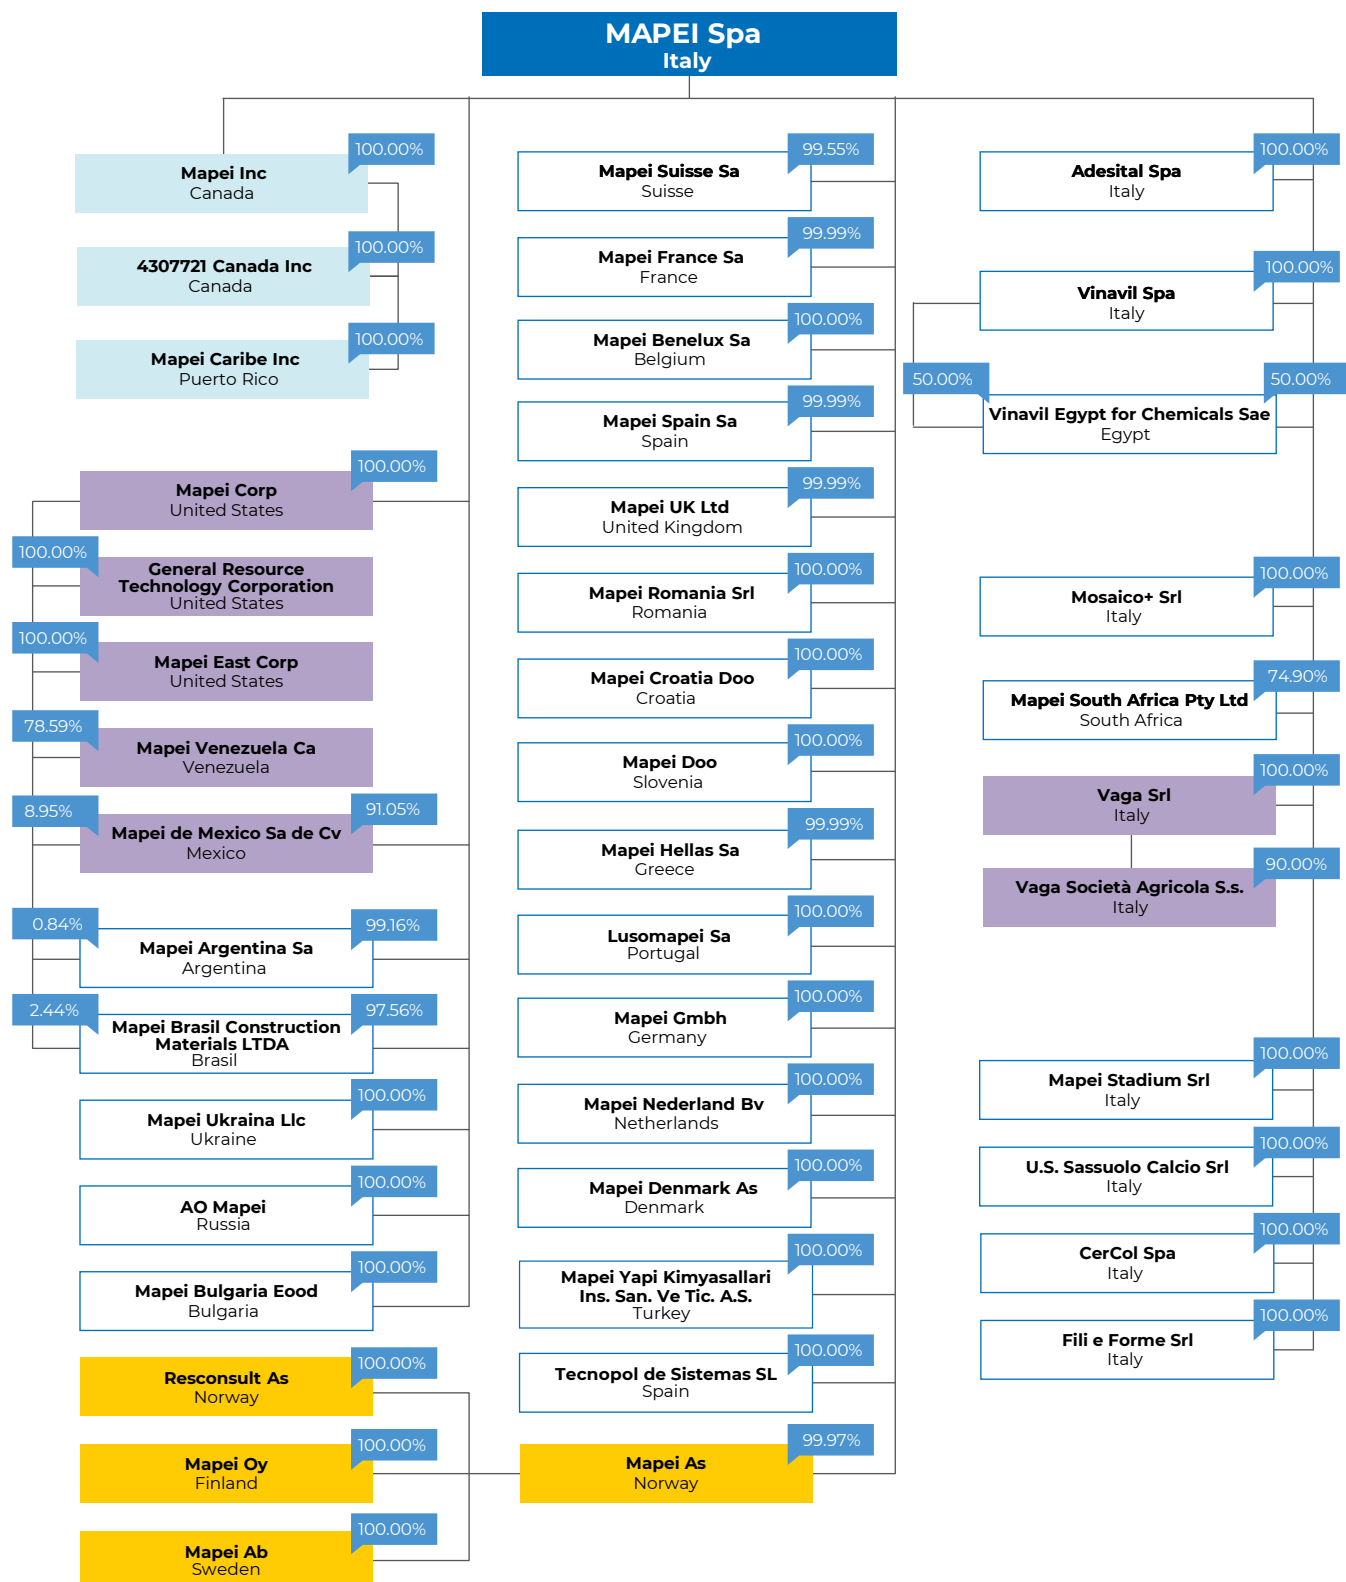 MAPEI Spa
Italy
100.00%
Mapei Inc
Canada
100.00%
4307721 Canada Inc
Canada
100.00%
Mapei Caribe Inc
Puerto Rico
100.00%
Mapei Corp
United States
100.00%
General Resource
Technology Corporation
United States
100.00%
Mapei East Corp
United States
78.59%
Mapei Venezuela Ca
Venezuela
8.95%
91.05%
Mapei de Mexico Sa de Cv
Mexico
0.84%
99.16%
Mapei Argentina Sa
Argentina
2.44%
97.56%
Mapei Brasil Construction
Materials LTDA
Brasil
100.00%
Mapei Ukraina Llc
Ukraine
100.00%
AO Mapei
Russia
100.00%
Mapei Bulgaria Eood
Bulgaria
100.00%
Resconsult As
Norway
100.00%
Mapei Oy
Finland
100.00%
Mapei Ab
Sweden
99.55%
Mapei Suisse Sa
Suisse
99.99%
Mapei France Sa
France
100.00%
Mapei Benelux Sa
Belgium
99.99%
Mapei Spain Sa
Spain
99.99%
Mapei UK Ltd
United Kingdom
100.00%
Mapei Romania Srl
Romania
100.00%
Mapei Croatia Doo
Croatia
100.00%
Mapei Doo
Slovenia
99.99%
Mapei Hellas Sa
Greece
100.00%
Lusomapei Sa
Portugal
100.00%
Mapei Gmbh
Germany
100.00%
Mapei Nederland Bv
Netherlands
100.00%
Mapei Denmark As
Denmark
100.00%
Mapei Yapi Kimyasallari
Ins. San. Ve Tic. A.S.
Turkey
100.00%
Tecnopol de Sistemas SL
Spain
99.97%
Mapei As
Norway
100.00%
Adesital Spa
Italy
100.00%
Vinavil Spa
Italy
50.00%
50.00%
Vinavil Egypt for Chemicals Sae
Egypt
100.00%
Mosaico+ Srl
Italy
74.90%
Mapei South Africa Pty Ltd
South Africa
100.00%
Vaga Srl
Italy
90.00%
Vaga Società Agricola S.s.
Italy
100.00%
Mapei Stadium Srl
Italy
100.00%
U.S. Sassuolo Calcio Srl
Italy
100.00%
CerCol Spa
Italy
100.00%
Fili e Forme Srl
Italy